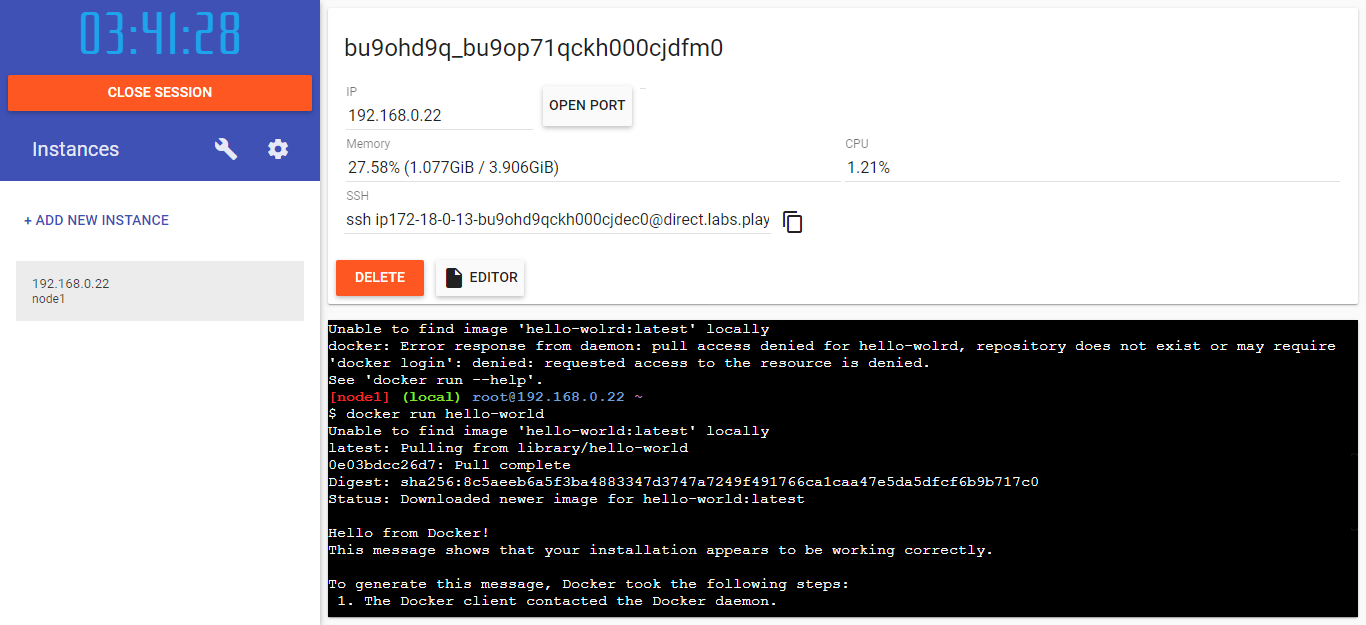 03:41:28
CLOSE SESSION
Instances
+ ADD NEW INSTANCE
192.168.0.22
node1
bu9ohd9q_bu9op71qckh000cjdfm0
IP
192.168.0.22
OPEN PORT
Memory
27.58% (1.077GiB / 3.906GiB)
CPU
1.21%
SSH
ssh ip172-18-0-13-bu9ohd9qckh000cjdec0@direct.labs.play
DELETE
EDITOR
Unable to find image 'hello-wolrd:latest' locally
docker: Error response from daemon: pull access denied for hello-wolrd, repository does not exist or may require
'docker login': denied: requested access to the resource is denied.
See 'docker run --help'.
[node1] (local) root@192.168.0.22 ~
$ docker run hello-world
Unable to find image 'hello-world:latest' locally
latest: Pulling from library/hello-world
0e03bdcc26d7: Pull complete
Digest: sha256:8c5aeeb6a5f3ba4883347d3747a7249f491766ca1caa47e5da5dfcf6b9b717c0
Status: Downloaded newer image for hello-world:latest
Hello from Docker!
This message shows that your installation appears to be working correctly.
To generate this message, Docker took the following steps:
1. The Docker client contacted the Docker daemon.